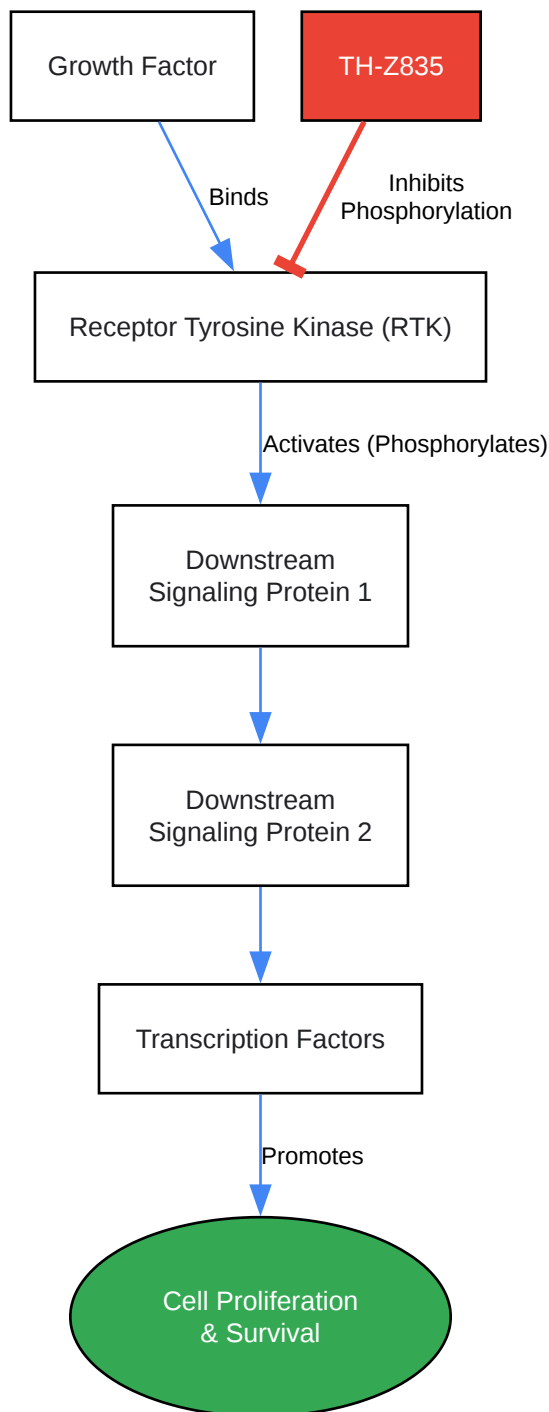 Growth Factor
TH-Z835
Binds
Inhibits
Phosphorylation
Receptor Tyrosine Kinase (RTK)
Activates (Phosphorylates)
Downstream
Signaling Protein 1
Downstream
Signaling Protein 2
Transcription Factors
Promotes
Cell Proliferation
& Survival